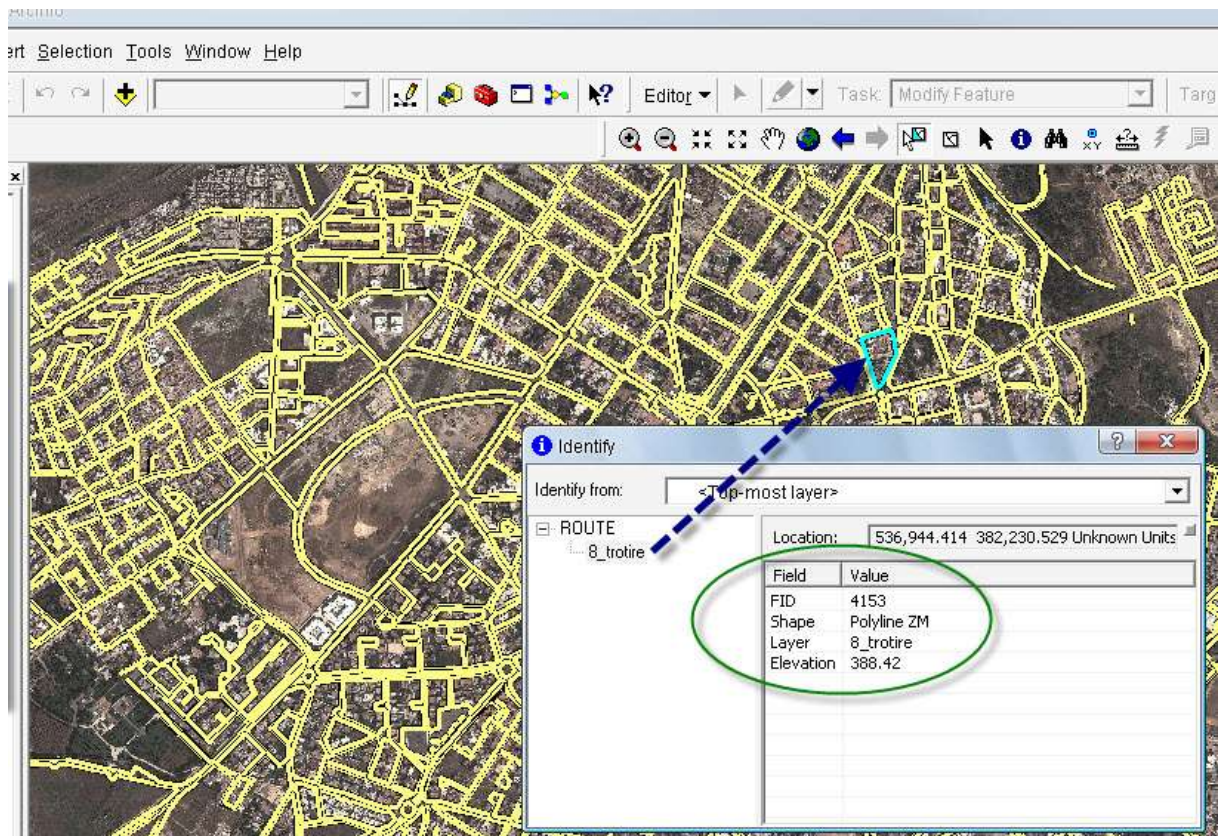 ert Selection Tools Window Help
Editor Task: Modify Feature Targ
XY
Identify
Identify from: <Top-most layer>
ROUTE
8_trotire
Location: 536,944.414 382,230.529 Unknown Units
Field Value
FID 4153
Shape Polyline ZM
Layer 8_trotire
Elevation 388.42